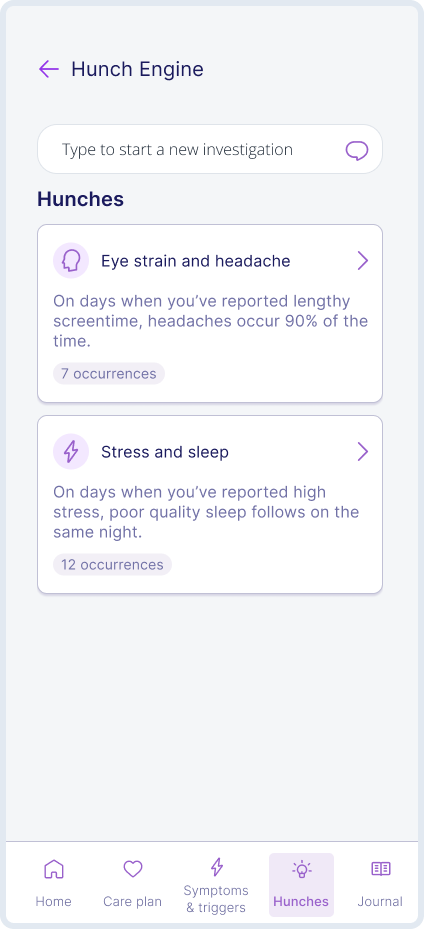 Hunch Engine
Type to start a new investigation
Hunches
Eye strain and headache
On days when you’ve reported lengthy
screentime, headaches occur 90% of the
time.
7 occurrences
Stress and sleep
On days when you’ve reported high
stress, poor quality sleep follows on the
same night.
12 occurrences
Home
Care plan
Symptoms
& triggers
Hunches
Journal